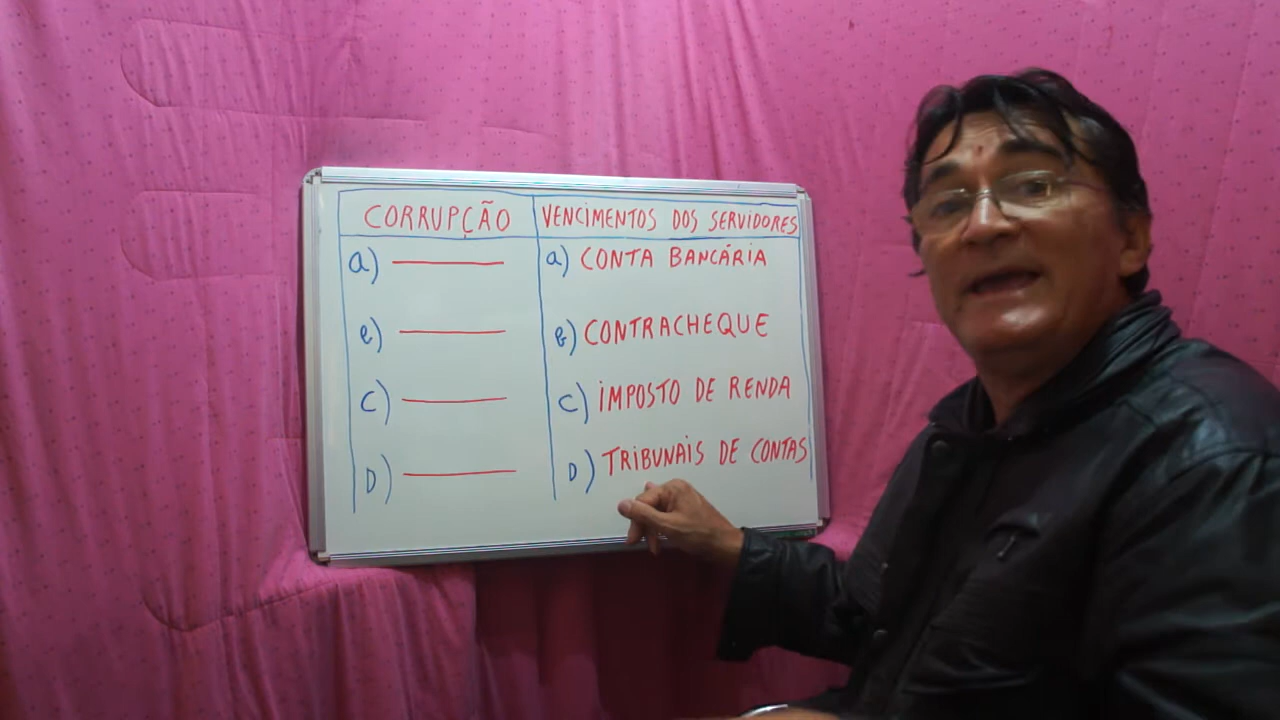 CORRUPÇÃO
a)
e)
C)
D)
VENCIMENTOS DOS SERVIDORES
a) CONTA BANCÁRIA
b) CONTRACHEQUE
C) IMPOSTO DE RENDA
D) TRIBUNAIS DE CONTAS